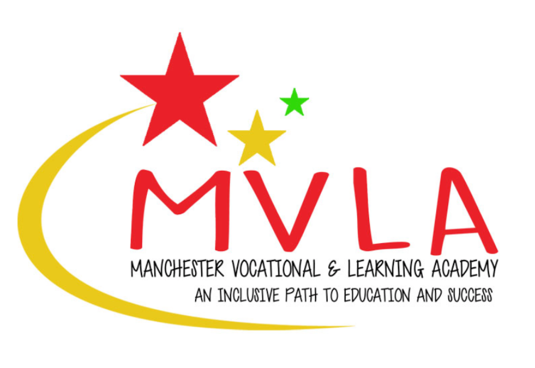 MVLA
MANCHESTER VOCATIONAL & LEARNING ACADEMY
AN INCLUSIVE PATH TO EDUCATION AND SUCCESS